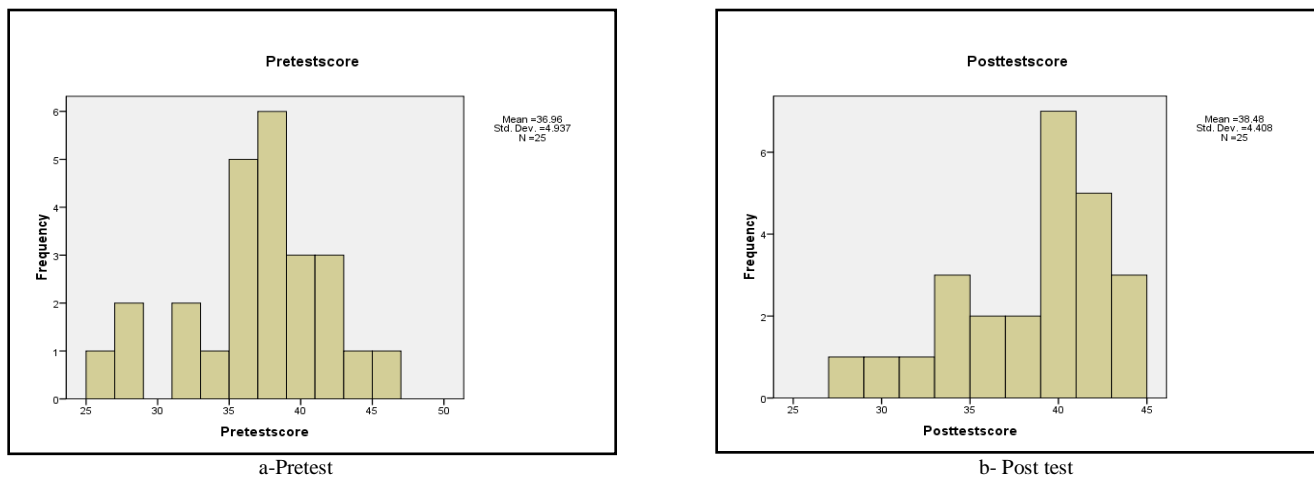 Pretestscore
Mean =36.96
Std. Dev. =4.937
N =25
6
5
4
3
2
1
0
Frequency
25 30 35 40 45 50
Pretestscore
a-Pretest
Posttestscore
Mean =38.48
Std. Dev. =4.408
N =25
6
4
2
0
Frequency
25 30 35 40 45
Posttestscore
b- Post test